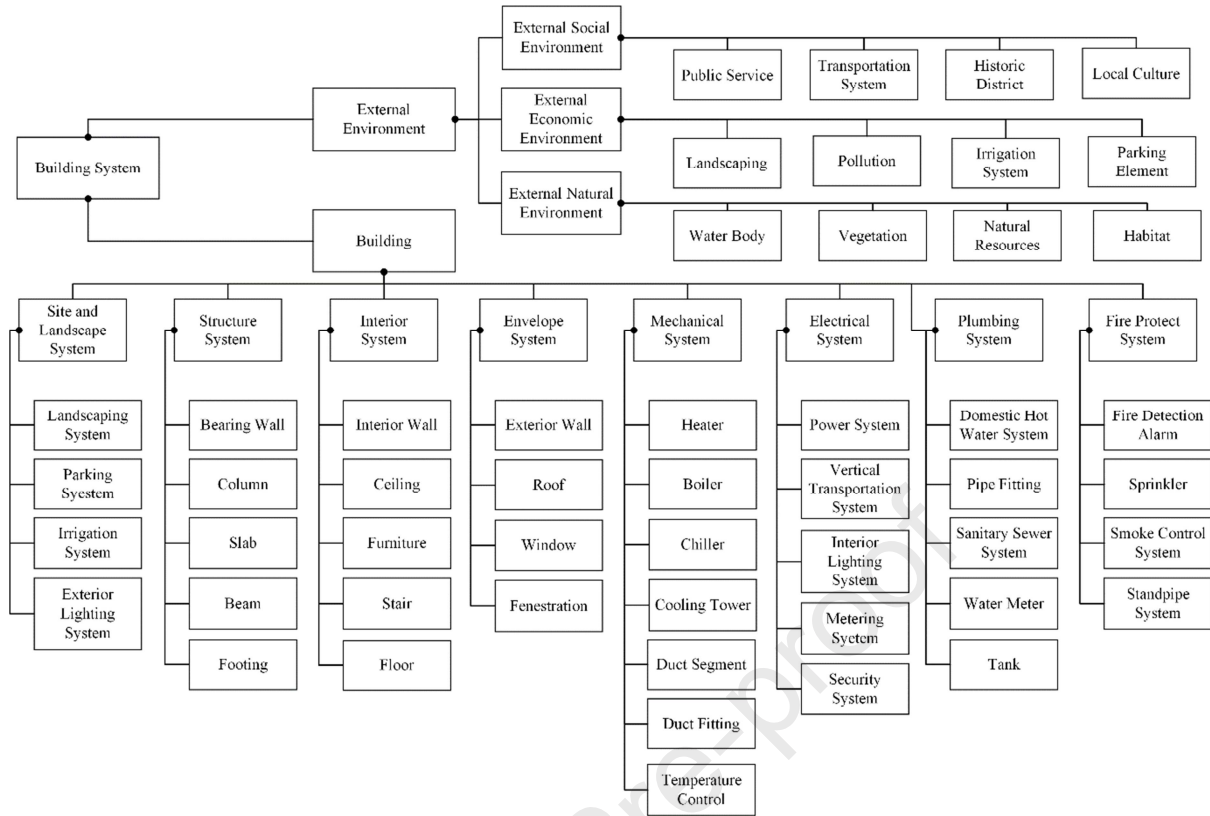 External Social
Environment
Public Service
Transportation
System
Historic
District
Local Culture
External
Environment
External
Economic
Environment
Building System
Landscaping
Pollution
Irrigation
System
Parking
Element
External Natural
Environment
Building
Water Body
Vegetation
Natural
Resources
Habitat
Site and
Landscape
System
Structure
System
Interior
System
Envelope
System
Mechanical
System
Electrical
System
Plumbing
System
Fire Protect
System
Landscaping
System
Parking
Syestem
Irrigation
System
Exterior
Lighting
System
Bearing Wall
Column
Slab
Beam
Footing
Interior Wall
Ceiling
Furniture
Stair
Floor
Exterior Wall
Roof
Window
Fenestration
Heater
Boiler
Chiller
Cooling Tower
Duct Segment
Duct Fitting
Temperature
Control
Power System
Vertical
Transportation
System
Interior
Lighting
System
Metering
System
Security
System
Domestic Hot
Water System
Pipe Fitting
Sanitary Sewer
System
Water Meter
Tank
Fire Detection
Alarm
Sprinkler
Smoke Control
System
Standpipe
System
Pre-proof